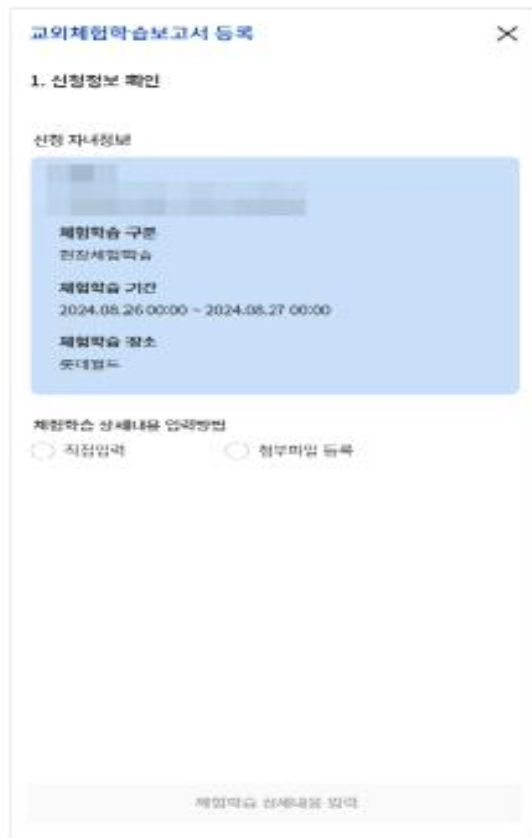 교외체험학습보고서 등록
1. 신청정보 확인
신청 자녀정보
체험학습 구분
현장체험학습
체험학습 기간
2024.08.26 00:00 ~ 2024.08.27 00:00
체험학습 장소
롯데월드
체험학습 상세내용 입력방법
직접입력 첨부파일 등록
체험학습 상세내용 입력